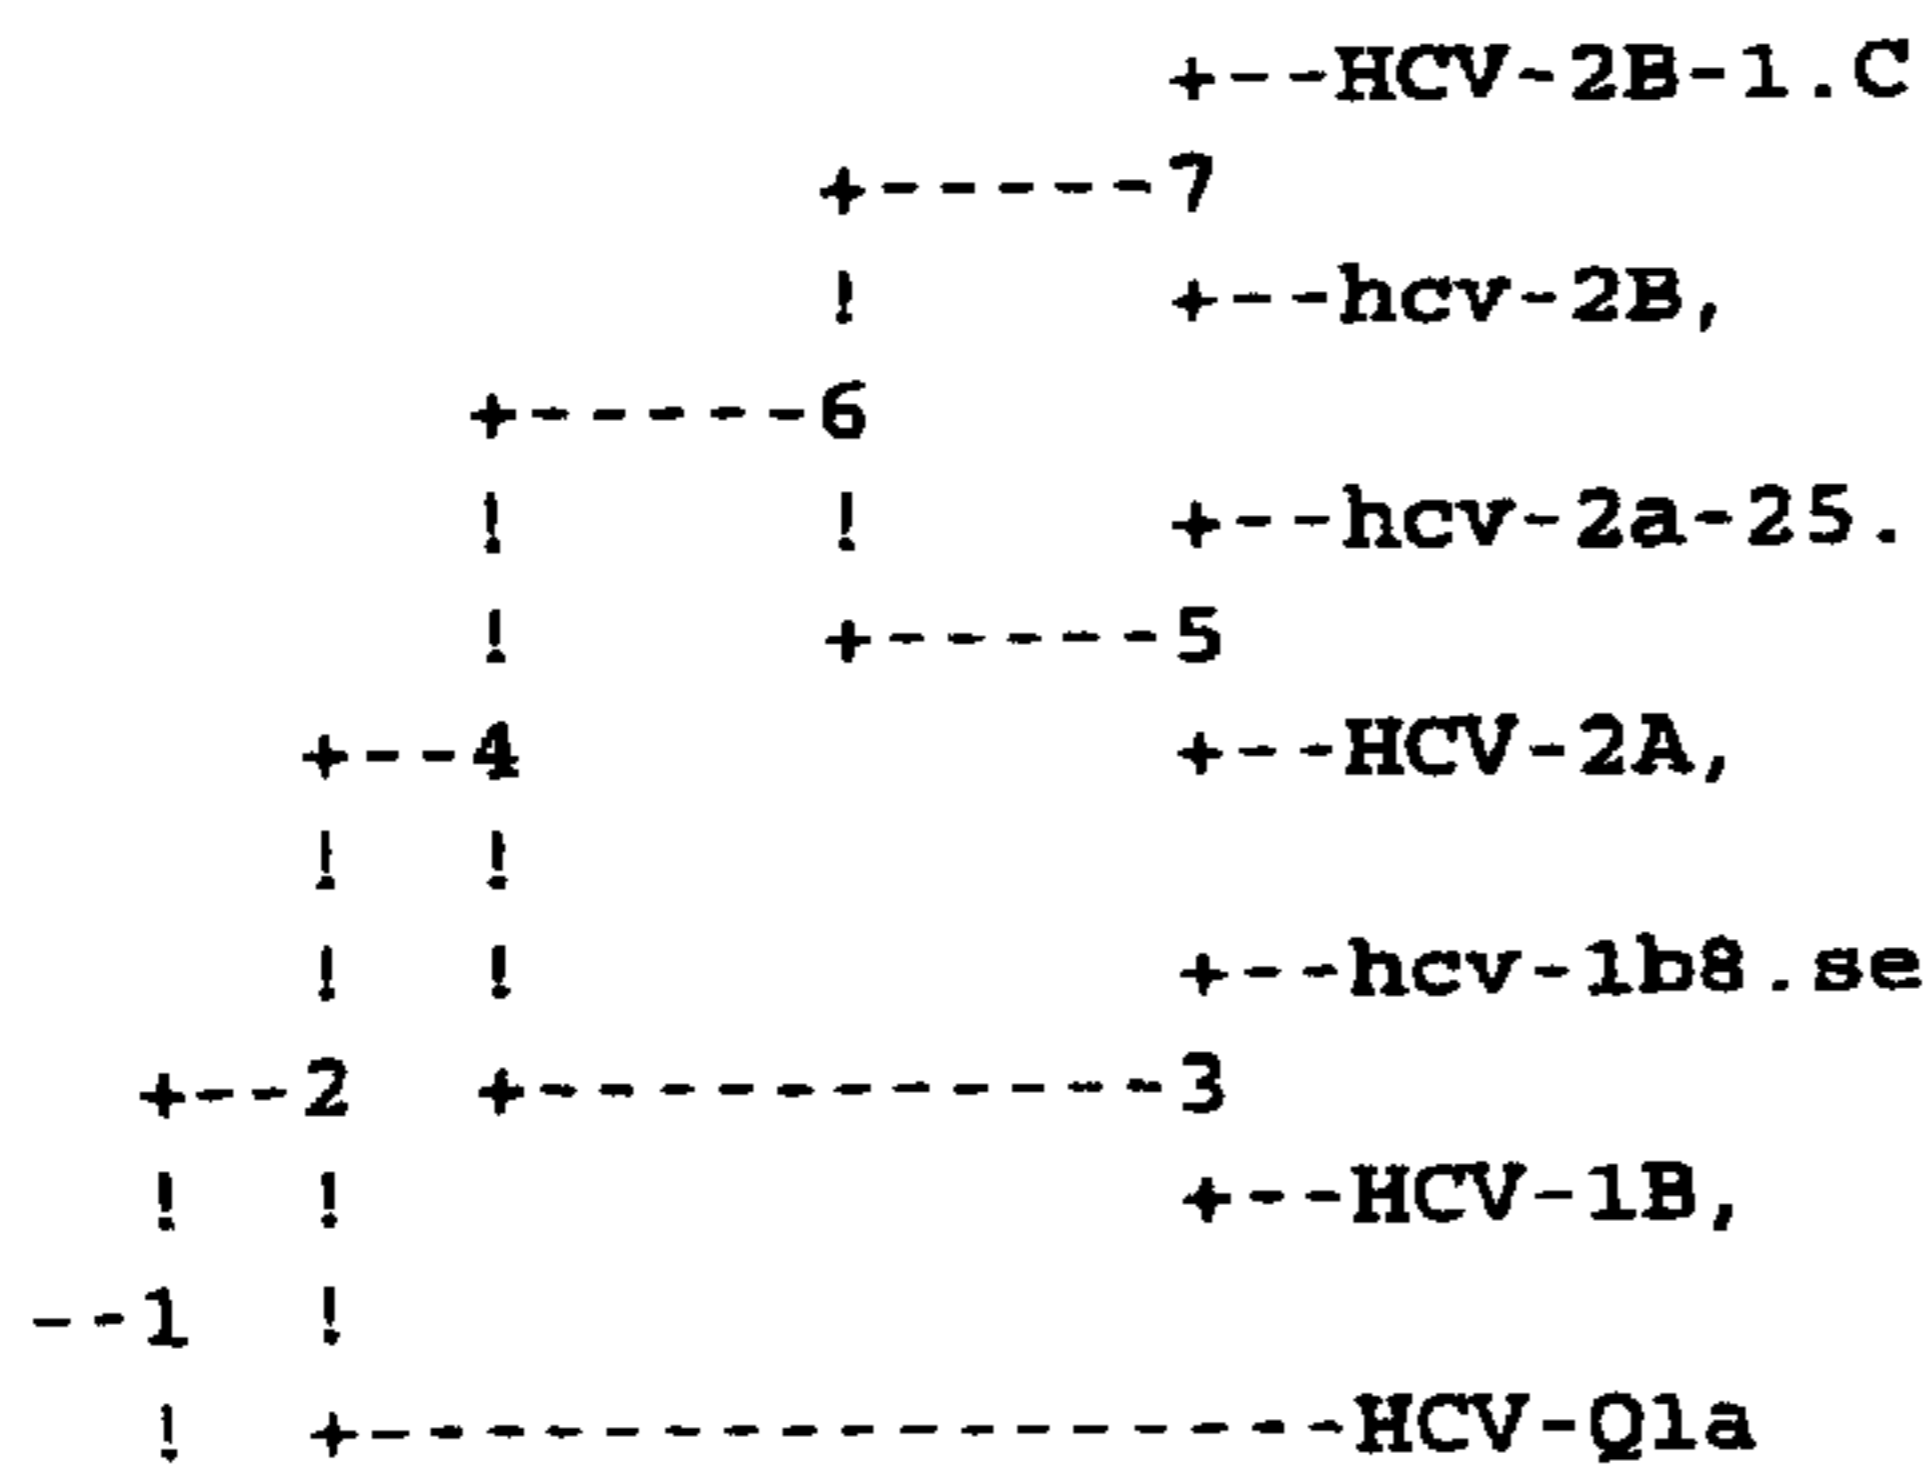 +--HCV-2B-1.C
+-----7
! +--hcv-2B,
+-----6
! ! +--hcv-2a-25.
! +-----5
+--4 +--HCV-2A,
! !
! ! +--hcv-1b8.se
+--2 +-----------3
! ! +--HCV-1B,
--1 !
! +-----------------HCV-Q1a